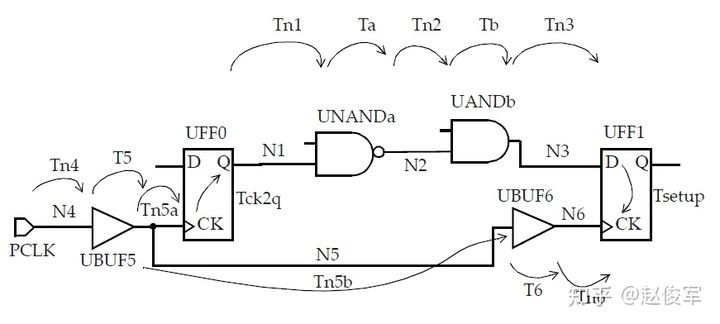 Tn1 Ta Tn2 Tb Tn3
UFF0 UNANDa UANDb UFF1
D Q N1 N2 N3 D Q
Tn4 T5 Tn5a Tck2q UBUF6 N6 Tsetup
PCLK N4 UBUF5 CK CK
N5
Tn5b
T6 Tn6
知乎 @赵俊军